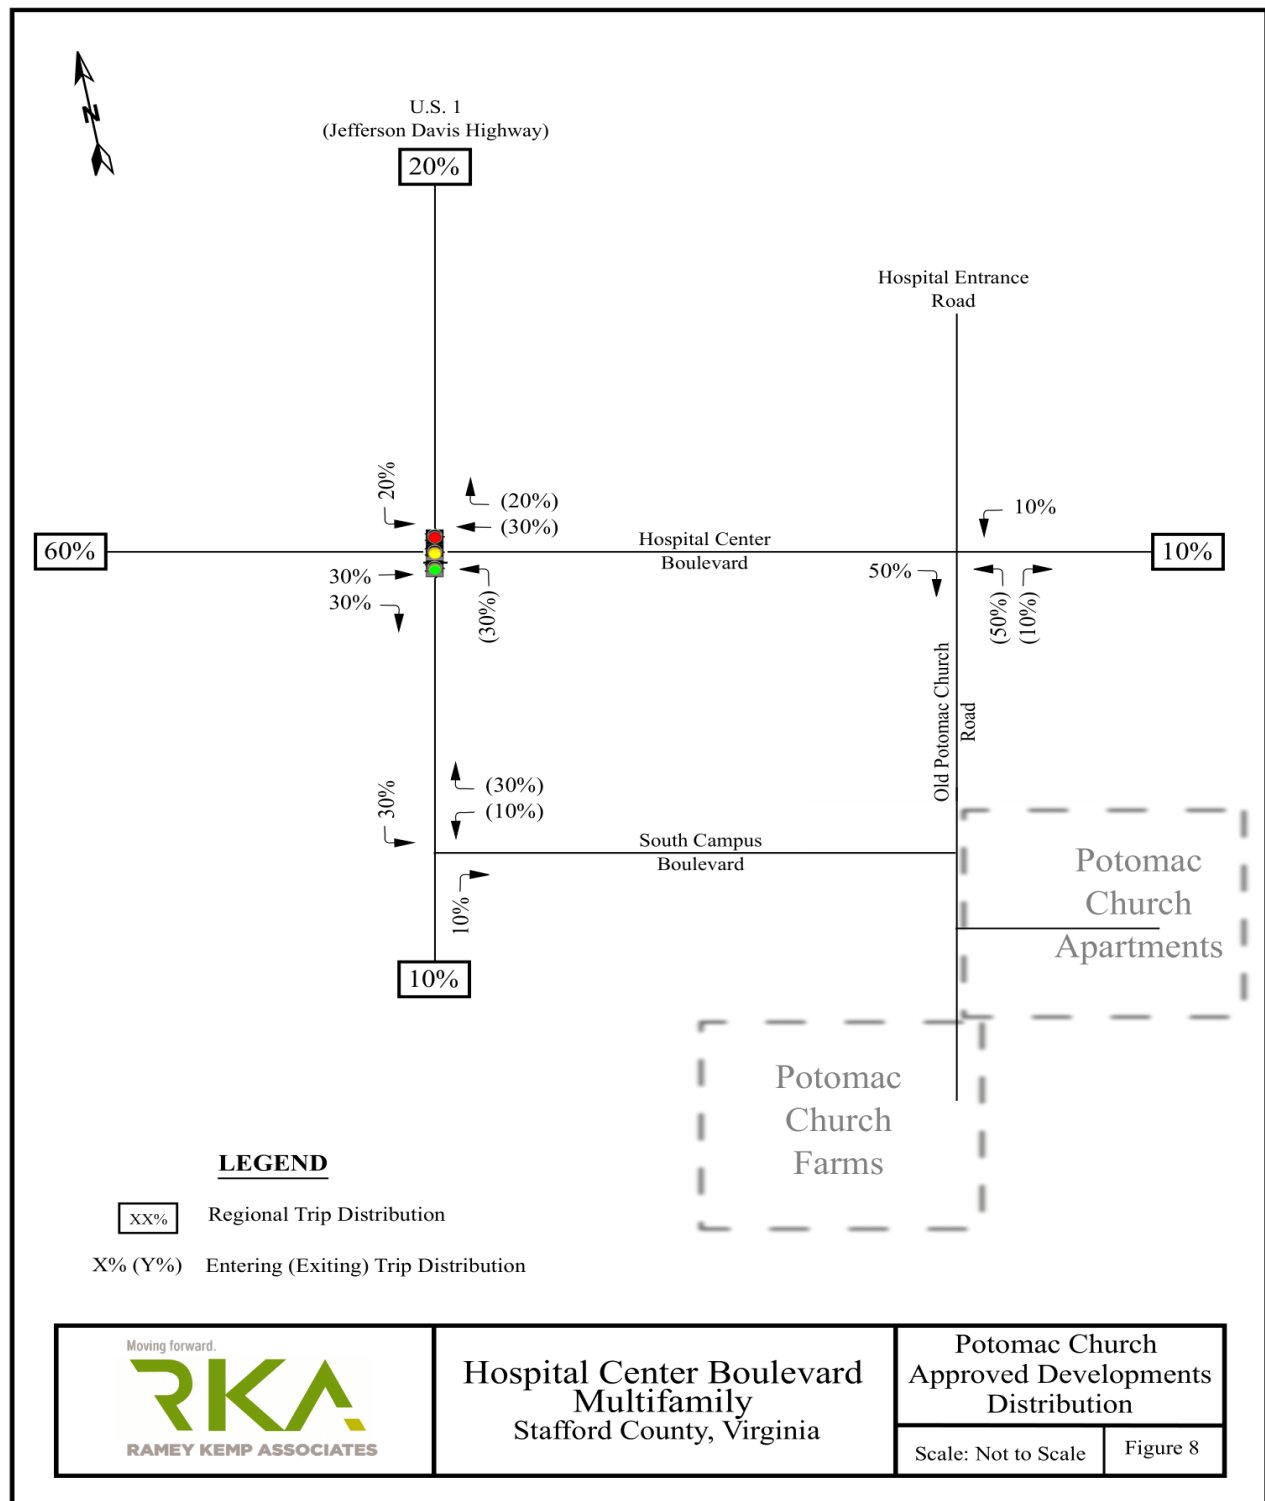 N
U.S. 1
(Jefferson Davis Highway)
20%
Hospital Entrance
Road
20%
(20%)
(30%)
10%
60%
Hospital Center
Boulevard
10%
30%
30%
(30%)
50%
(50%)
(10%)
Old Potomac Church
Road
30%
(30%)
(10%)
South Campus
Boulevard
10%
10%
Potomac
Church
Apartments
Potomac
Church
Farms
LEGEND
XX% Regional Trip Distribution
X% (Y%) Entering (Exiting) Trip Distribution
Moving forward.
RKA
RAMEY KEMP ASSOCIATES
Hospital Center Boulevard
Multifamily
Stafford County, Virginia
Potomac Church
Approved Developments
Distribution
Scale: Not to Scale
Figure 8